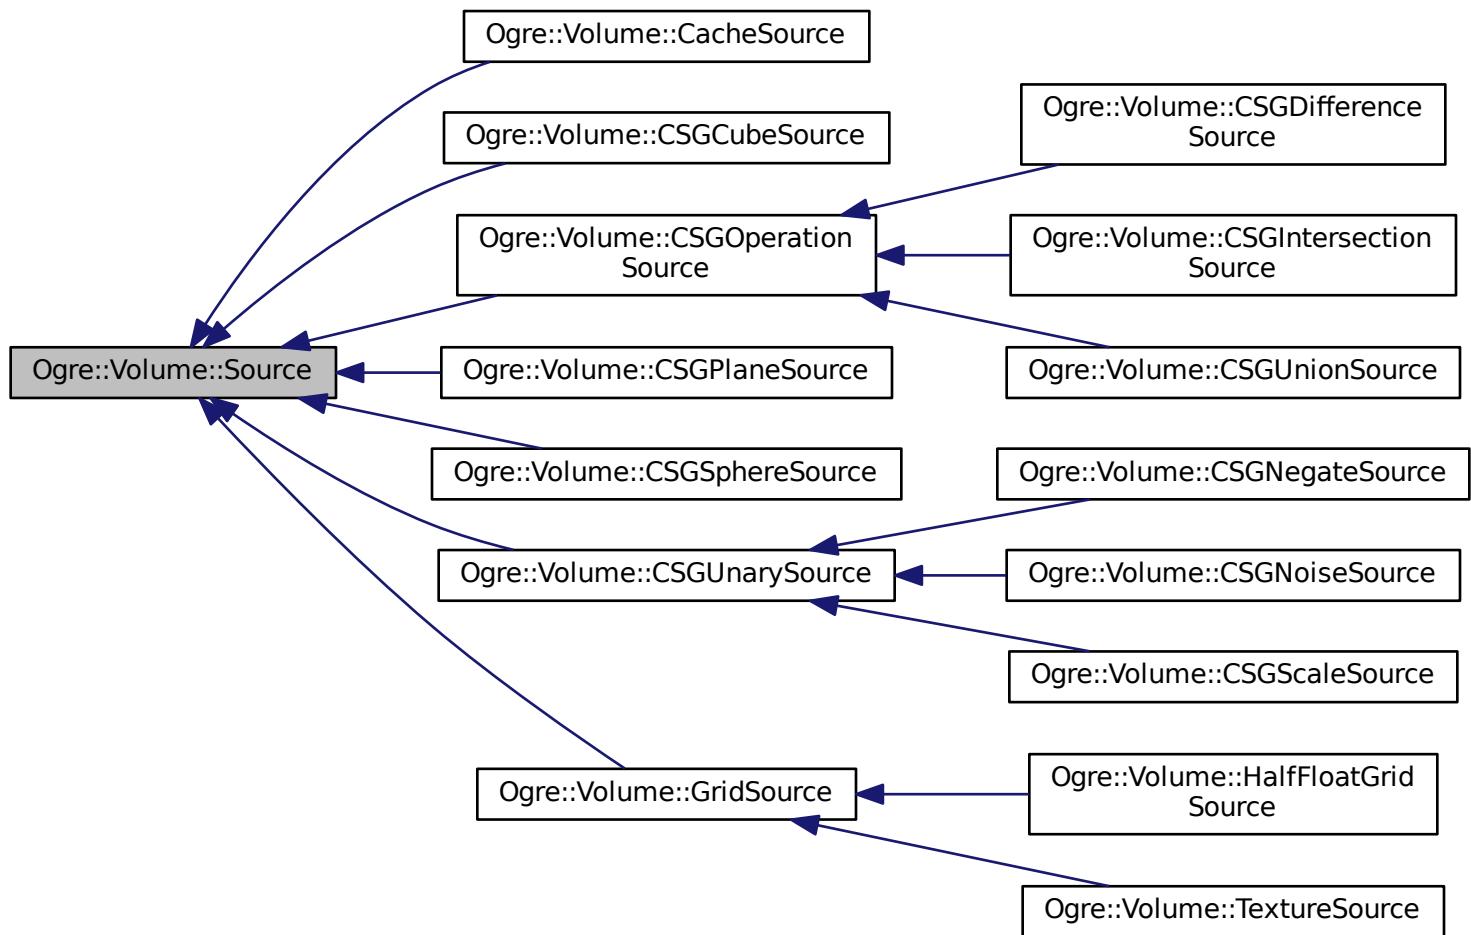 Ogre::Volume::CacheSource
Ogre::Volume::CSGCubeSource
Ogre::Volume::CSGDifference
Source
Ogre::Volume::CSGOperation
Source
Ogre::Volume::CSGIntersection
Source
Ogre::Volume::Source
Ogre::Volume::CSGPlaneSource
Ogre::Volume::CSGUnionSource
Ogre::Volume::CSGSphereSource
Ogre::Volume::CSGNegateSource
Ogre::Volume::CSGUnarySource
Ogre::Volume::CSGNoiseSource
Ogre::Volume::CSGScaleSource
Ogre::Volume::GridSource
Ogre::Volume::HalfFloatGrid
Source
Ogre::Volume::TextureSource